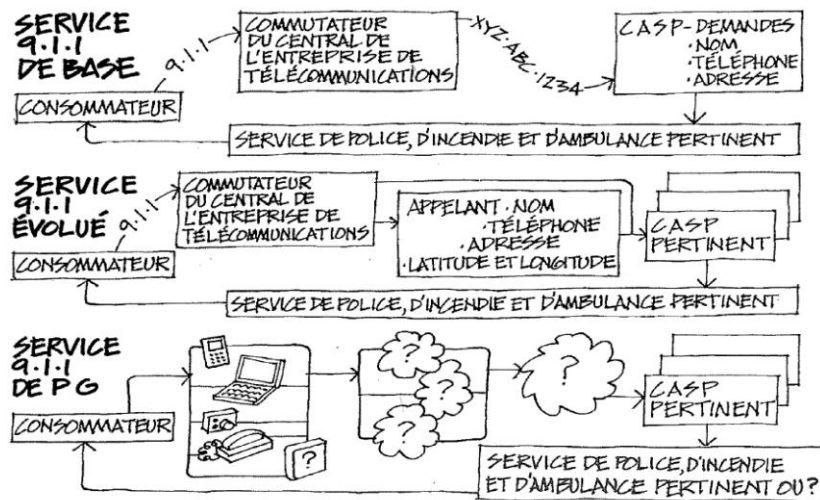 SERVICE
9·1·1
DE BASE
CONSOMMATEUR
9·1·1
COMMUTATEUR
DU CENTRAL DE
L'ENTREPRISE DE
TÉLÉCOMMUNICATIONS
XYZ·ABC·1234
CASP-DEMANDES
·NOM
·TÉLÉPHONE
·ADRESSE
SERVICE DE POLICE, D'INCENDIE ET D'AMBULANCE PERTINENT
SERVICE
9·1·1
ÉVOLUÉ
CONSOMMATEUR
9·1·1
COMMUTATEUR
DU CENTRAL DE
L'ENTREPRISE DE
TÉLÉCOMMUNICATIONS
APPELANT·NOM
·TÉLÉPHONE
·ADRESSE
·LATITUDE ET LONGITUDE
CASP
PERTINENT
SERVICE DE POLICE, D'INCENDIE ET D'AMBULANCE PERTINENT
SERVICE
9·1·1
DE PG
CONSOMMATEUR
?
?
?
?
?
CASP
PERTINENT
SERVICE DE POLICE, D'INCENDIE
ET D'AMBULANCE PERTINENT OU?